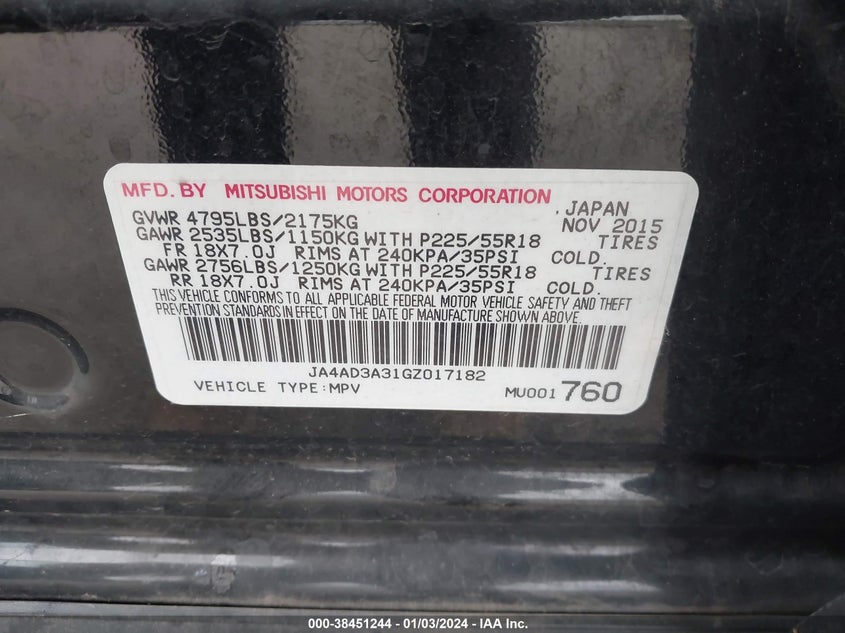 MFD. BY MITSUBISHI MOTORS CORPORATION . JAPAN
GVWR 4795LBS/2175KG NOV 2015
GAWR 2535LBS/1150KG WITH P225/55R18 TIRES
FR 18X7.0J RIMS AT 240KPA/35PSI COLD.
GAWR 2756LBS/1250KG WITH P225/55R18 TIRES
RR 18X7.0J RIMS AT 240KPA/35PSI COLD.
THIS VEHICLE CONFORMS TO ALL APPLICABLE FEDERAL MOTOR VEHICLE SAFETY AND THEFT
PREVENTION STANDARDS IN EFFECT ON THE DATE OF MANUFACTURE SHOWN ABOVE.
JA4AD3A31GZ017182
VEHICLE TYPE:MPV MU001 760
000-38451244 - 01/03/2024 - IAA Inc.